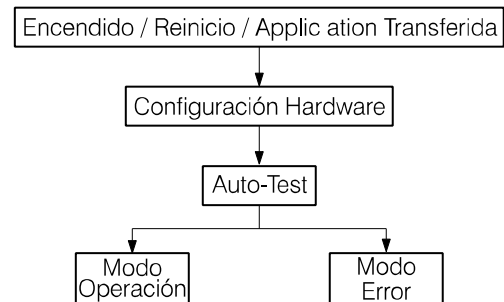 Encendido / Reinicio / Applic ation Transferida
Configuración Hardware
Auto-Test
Modo
Operación
Modo
Error